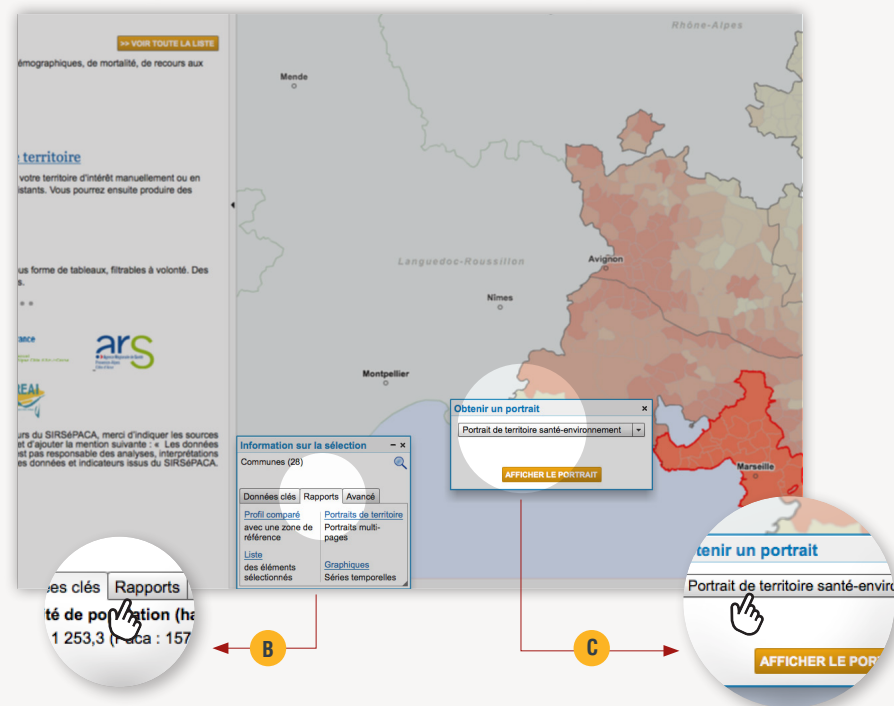 >> VOIR TOUTE LA LISTE
émographiques, de mortalité, de recours aux
territoire
votre territoire d'intérêt manuellement ou en
istants. Vous pourrez ensuite produire des
us forme de tableaux, filtrables à volonté. Des
s.
ance
ars
REAL
urs du SIRSéPACA, merci d'indiquer les sources
et d'ajouter la mention suivante : « Les données
est pas responsable des analyses, interprétations
es données et indicateurs issus du SIRSéPACA.
Rhône-Alpes
Mende
Languedoc-Roussillon
Avignon
Nîmes
Montpellier
Marseille
Information sur la sélection
Communes (28)
Données clés Rapports Avancé
Profil comparé
avec une zone de
référence
Liste
des éléments
sélectionnés
Portraits de territoire
Portraits multi-
pages
Graphiques
Séries temporelles
Obtenir un portrait
Portrait de territoire santé-environnement
AFFICHER LE PORTRAIT
es clés Rapports
té de po ation (ha
1 253,3 (Paca : 157
B
C
tenir un portrait
Portrait de territoire santé-enviro
AFFICHER LE POR